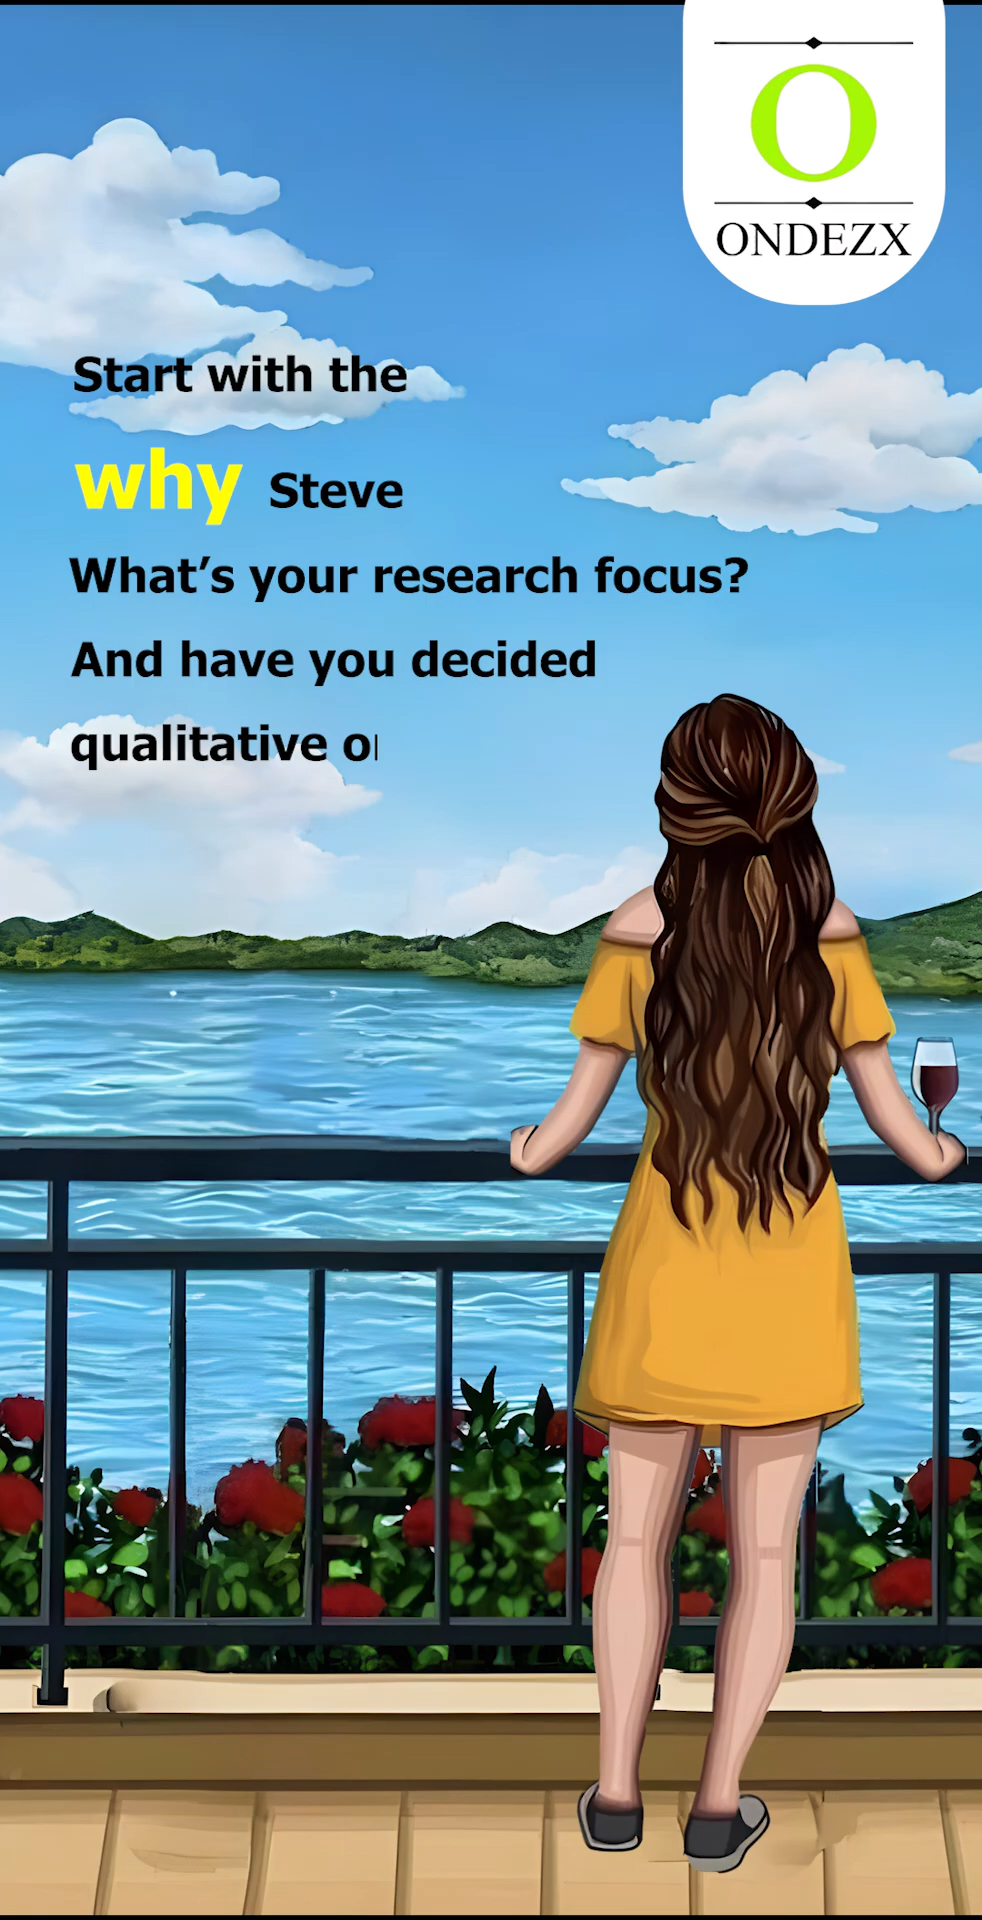 O
ONDEZX
Start with the
why Steve
What's your research focus?
And have you decided
qualitative